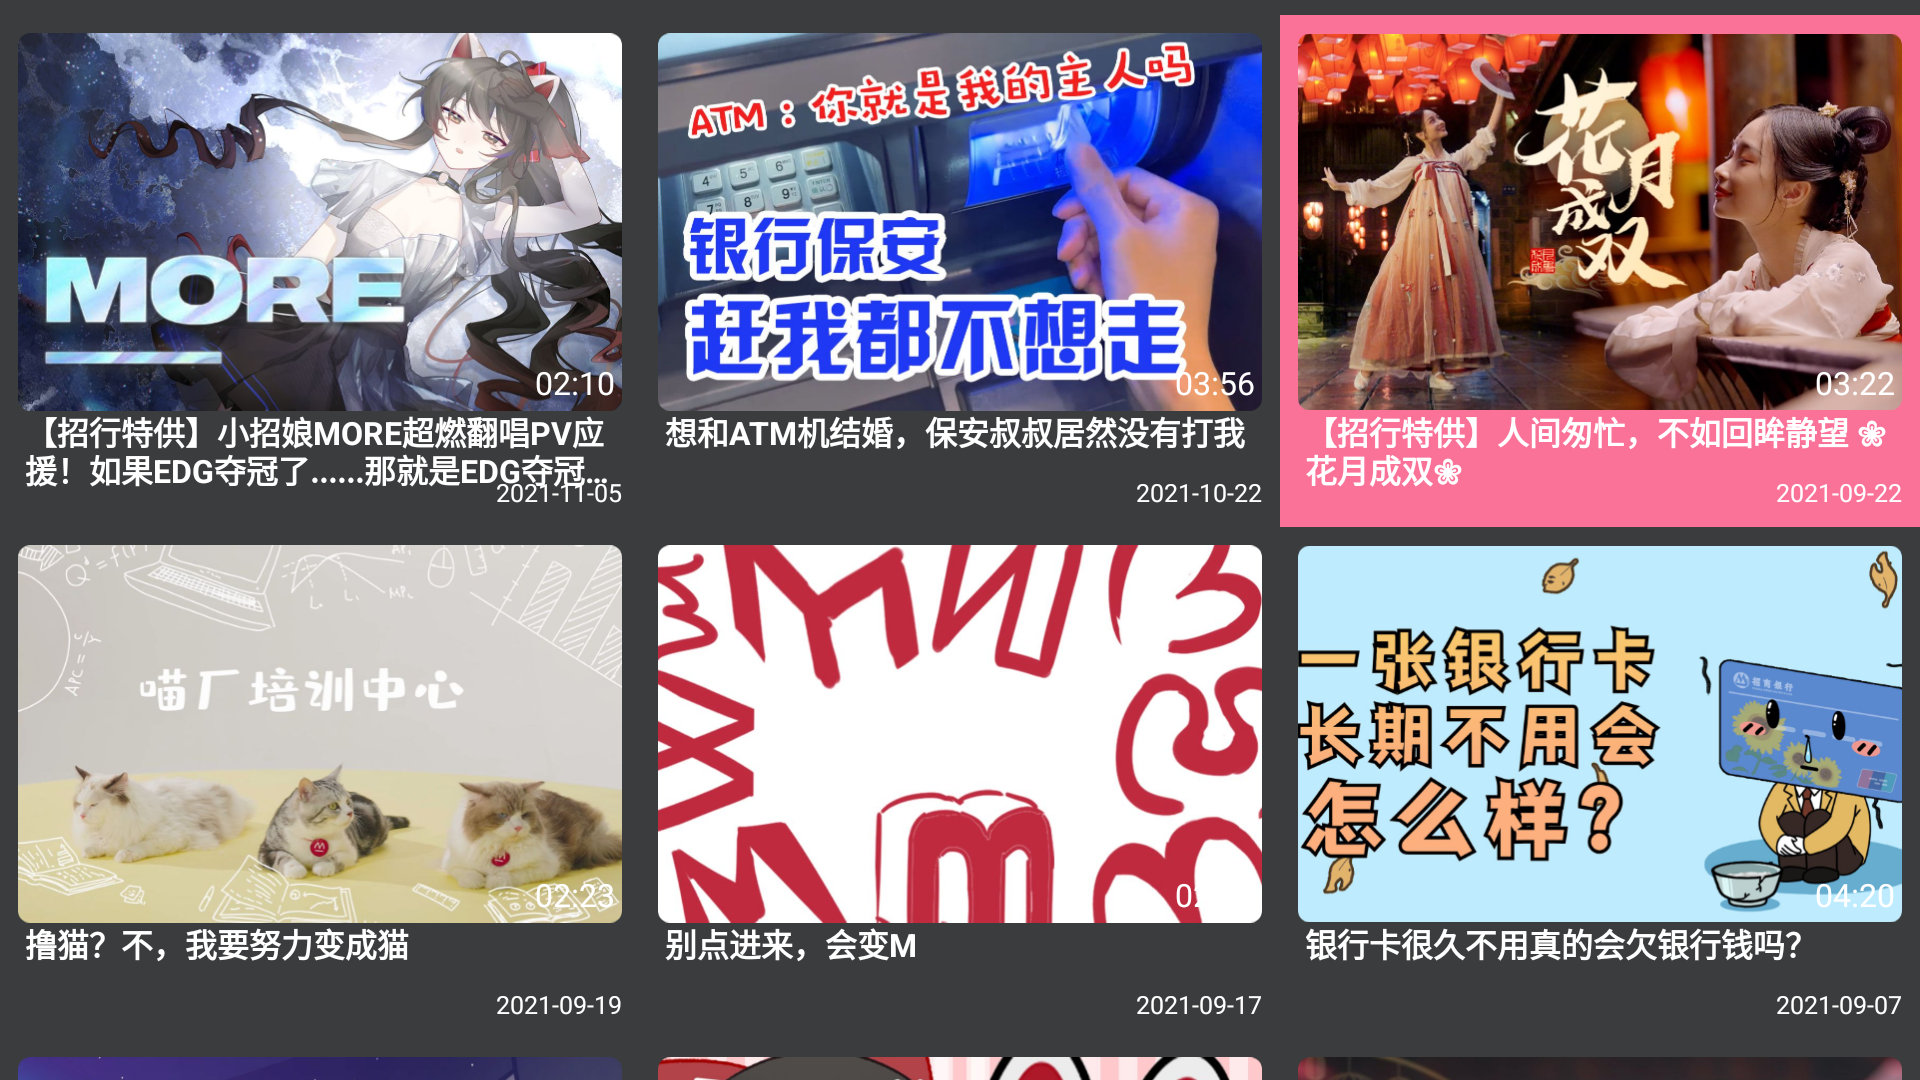 MORE
02:10
【招行特供】小招娘MORE超燃翻唱PV应
援！如果EDG夺冠了......那就是EDG夺冠...
2021-11-05
ATM：你就是我的主人吗
4 5 6
7 8 9
银行保安
赶我都不想走
03:56
想和ATM机结婚，保安叔叔居然没有打我
2021-10-22
花月
成双
03:22
【招行特供】人间匆忙，不如回眸静望 ❀
花月成双❀
2021-09-22
喵厂培训中心
02:23
撸猫？不，我要努力变成猫
2021-09-19
别点进来，会变M
2021-09-17
一张银行卡
长期不用会
怎么样？
招商银行
04:20
银行卡很久不用真的会欠银行钱吗？
2021-09-07